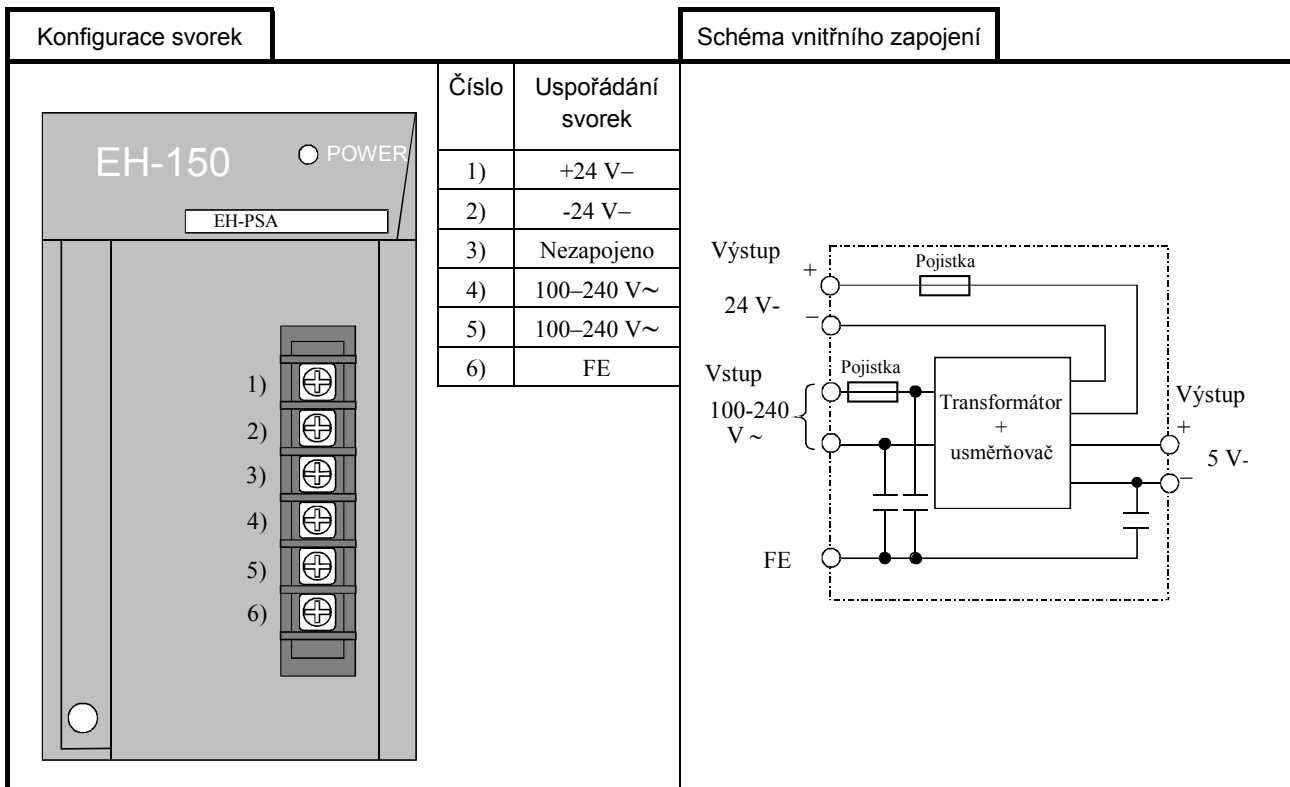 Konfigurace svorek
Schéma vnitřního zapojení
EH-150
POWER
EH-PSA
1)
2)
3)
4)
5)
6)
Číslo Uspořádání
svorek
1) +24 V–
2) -24 V–
3) Nezapojeno
4) 100–240 V~
5) 100–240 V~
6) FE
Výstup
+
24 V-
–
Pojistka
Vstup
100-240
V ~
Pojistka
Transformátor
+
usměrňovač
Výstup
+
5 V-
–
FE